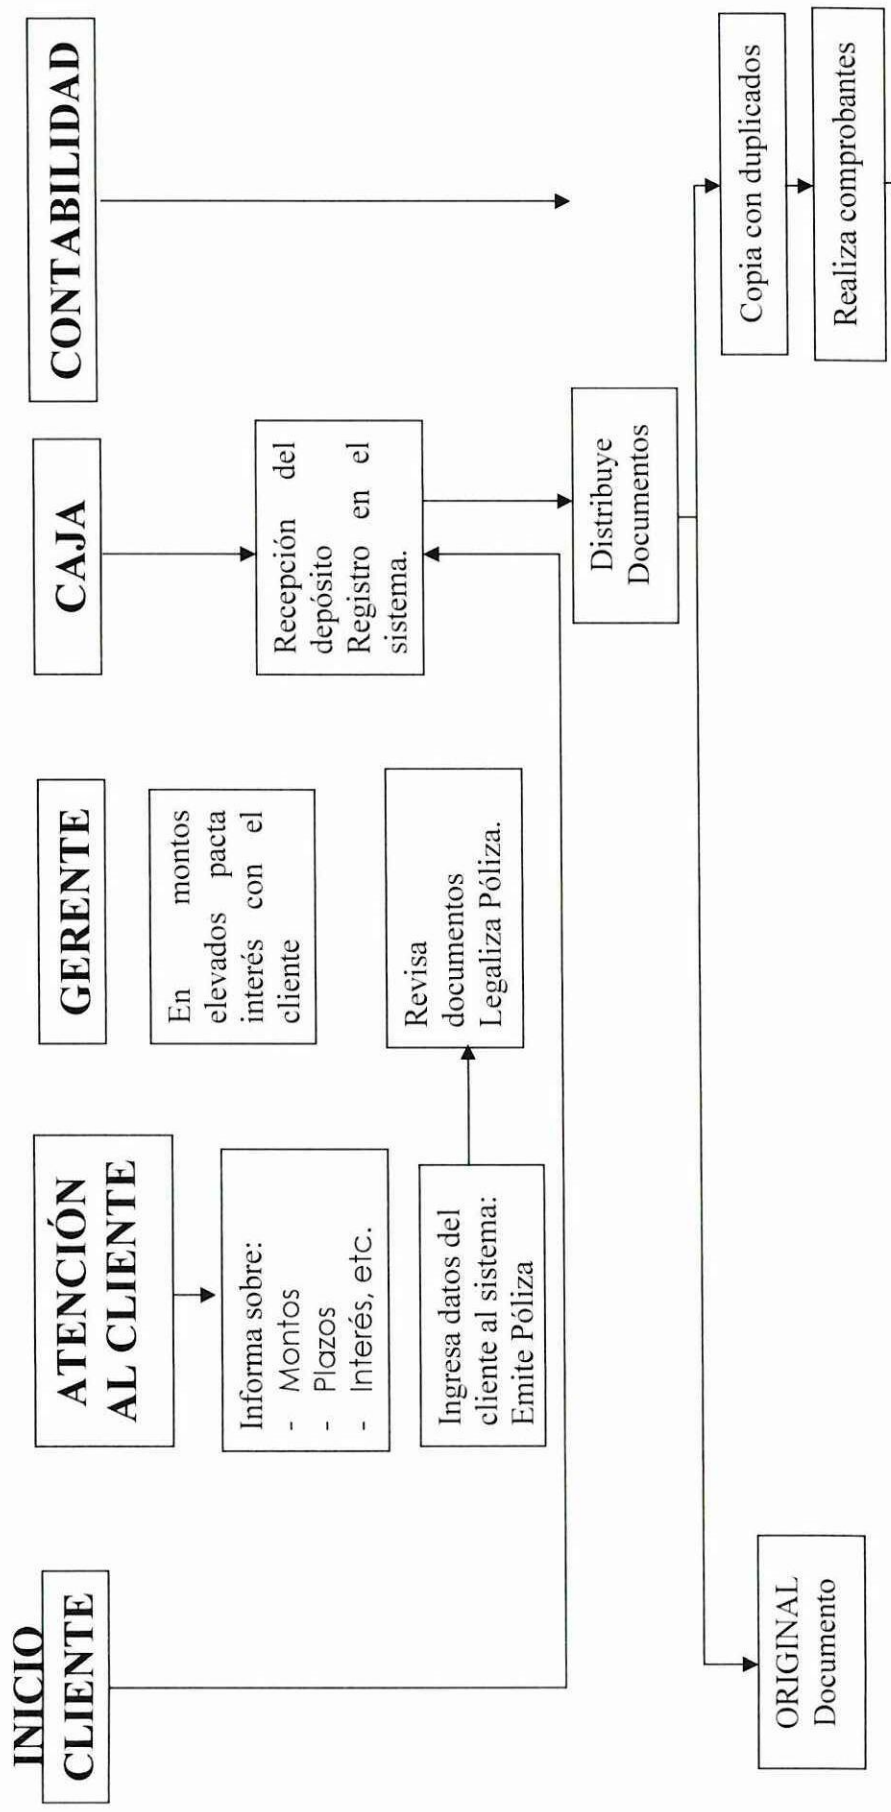 INICIO
CLIENTE
ATENCIÓN
AL CLIENTE
GERENTE
CAJA
CONTABILIDAD
Informa sobre:
- Montos
- Plazos
- Interés, etc.
En montos
elevados pacta
interés con el
cliente
Recepción del
depósito
Registro en el
sistema.
Ingresa datos del
cliente al sistema:
Emite Póliza
Revisa
documentos
Legaliza Póliza.
Distribuye
Documentos
ORIGINAL
Documento
Copia con duplicados
Realiza comprobantes